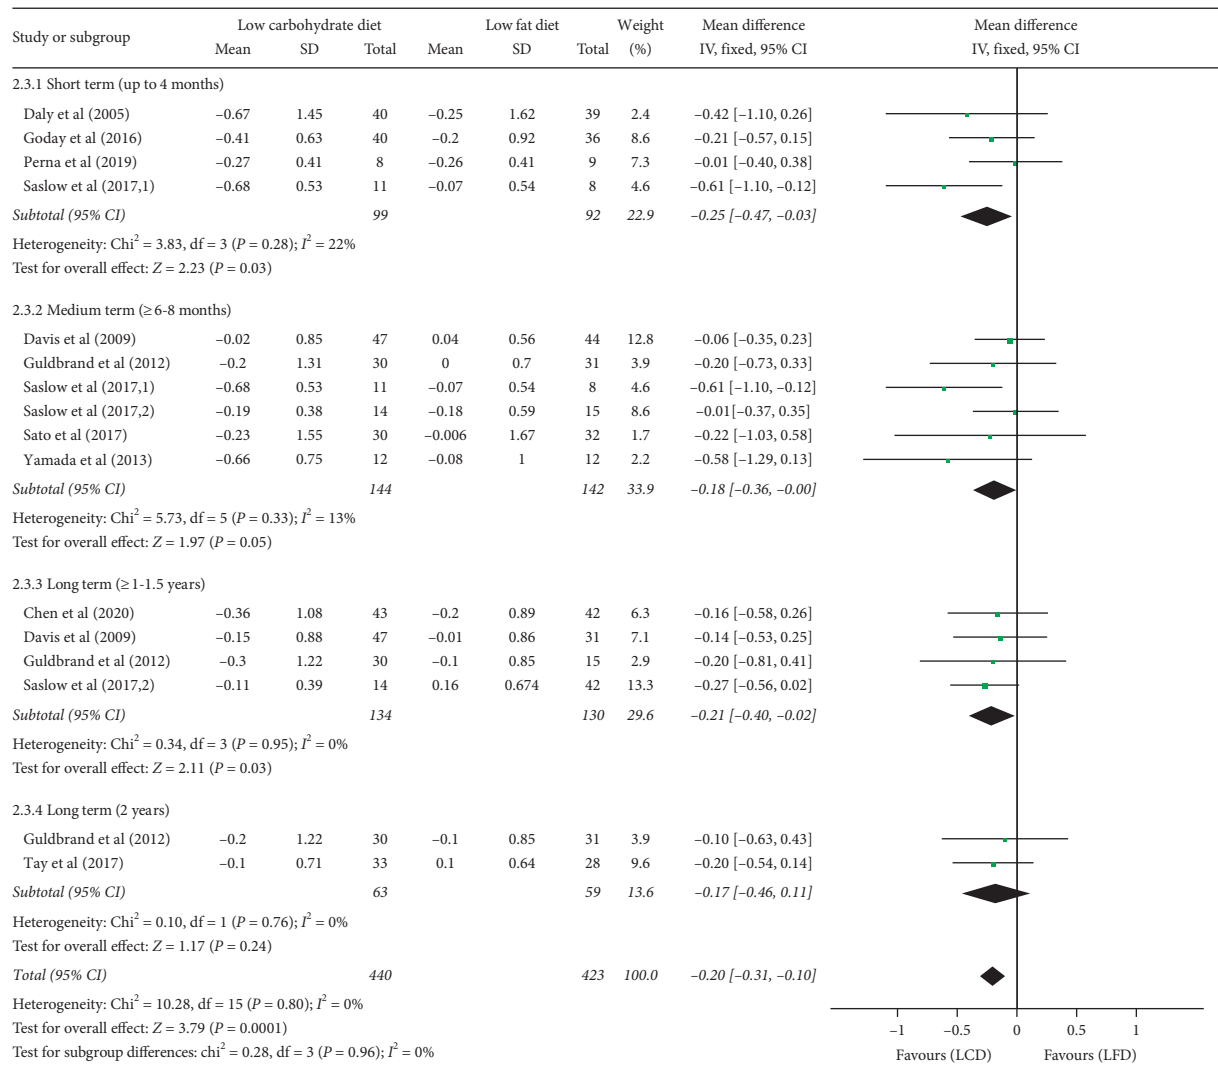 Study or subgroup Low carbohydrate diet Low fat diet Weight Mean difference Mean difference
Mean SD Total Mean SD Total (%) IV, fixed, 95% CI IV, fixed, 95% CI
2.3.1 Short term (up to 4 months)
Daly et al (2005) –0.67 1.45 40 –0.25 1.62 39 2.4 –0.42 [–1.10, 0.26]
Goday et al (2016) –0.41 0.63 40 –0.2 0.92 36 8.6 –0.21 [–0.57, 0.15]
Perna et al (2019) –0.27 0.41 8 –0.26 0.41 9 7.3 –0.01 [–0.40, 0.38]
Saslow et al (2017,1) –0.68 0.53 11 –0.07 0.54 8 4.6 –0.61 [–1.10, –0.12]
Subtotal (95% CI) 99 92 22.9 –0.25 [–0.47, –0.03]
Heterogeneity: Chi² = 3.83, df = 3 (P = 0.28); I² = 22%
Test for overall effect: Z = 2.23 (P = 0.03)
2.3.2 Medium term (≥ 6-8 months)
Davis et al (2009) –0.02 0.85 47 0.04 0.56 44 12.8 –0.06 [–0.35, 0.23]
Guldbrand et al (2012) –0.2 1.31 30 0 0.7 31 3.9 –0.20 [–0.73, 0.33]
Saslow et al (2017,1) –0.68 0.53 11 –0.07 0.54 8 4.6 –0.61 [–1.10, –0.12]
Saslow et al (2017,2) –0.19 0.38 14 –0.18 0.59 15 8.6 –0.01[–0.37, 0.35]
Sato et al (2017) –0.23 1.55 30 –0.006 1.67 32 1.7 –0.22 [–1.03, 0.58]
Yamada et al (2013) –0.66 0.75 12 –0.08 1 12 2.2 –0.58 [–1.29, 0.13]
Subtotal (95% CI) 144 142 33.9 –0.18 [–0.36, –0.00]
Heterogeneity: Chi² = 5.73, df = 5 (P = 0.33); I² = 13%
Test for overall effect: Z = 1.97 (P = 0.05)
2.3.3 Long term (≥ 1-1.5 years)
Chen et al (2020) –0.36 1.08 43 –0.2 0.89 42 6.3 –0.16 [–0.58, 0.26]
Davis et al (2009) –0.15 0.88 47 –0.01 0.86 31 7.1 –0.14 [–0.53, 0.25]
Guldbrand et al (2012) –0.3 1.22 30 –0.1 0.85 15 2.9 –0.20 [–0.81, 0.41]
Saslow et al (2017,2) –0.11 0.39 14 0.16 0.674 42 13.3 –0.27 [–0.56, 0.02]
Subtotal (95% CI) 134 130 29.6 –0.21 [–0.40, –0.02]
Heterogeneity: Chi² = 0.34, df = 3 (P = 0.95); I² = 0%
Test for overall effect: Z = 2.11 (P = 0.03)
2.3.4 Long term (2 years)
Guldbrand et al (2012) –0.2 1.22 30 –0.1 0.85 31 3.9 –0.10 [–0.63, 0.43]
Tay et al (2017) –0.1 0.71 33 0.1 0.64 28 9.6 –0.20 [–0.54, 0.14]
Subtotal (95% CI) 63 59 13.6 –0.17 [–0.46, 0.11]
Heterogeneity: Chi² = 0.10, df = 1 (P = 0.76); I² = 0%
Test for overall effect: Z = 1.17 (P = 0.24)
Total (95% CI) 440 423 100.0 –0.20 [–0.31, –0.10]
Heterogeneity: Chi² = 10.28, df = 15 (P = 0.80); I² = 0%
Test for overall effect: Z = 3.79 (P = 0.0001)
Test for subgroup differences: chi² = 0.28, df = 3 (P = 0.96); I² = 0%
–1 –0.5 0 0.5 1
Favours (LCD) Favours (LFD)